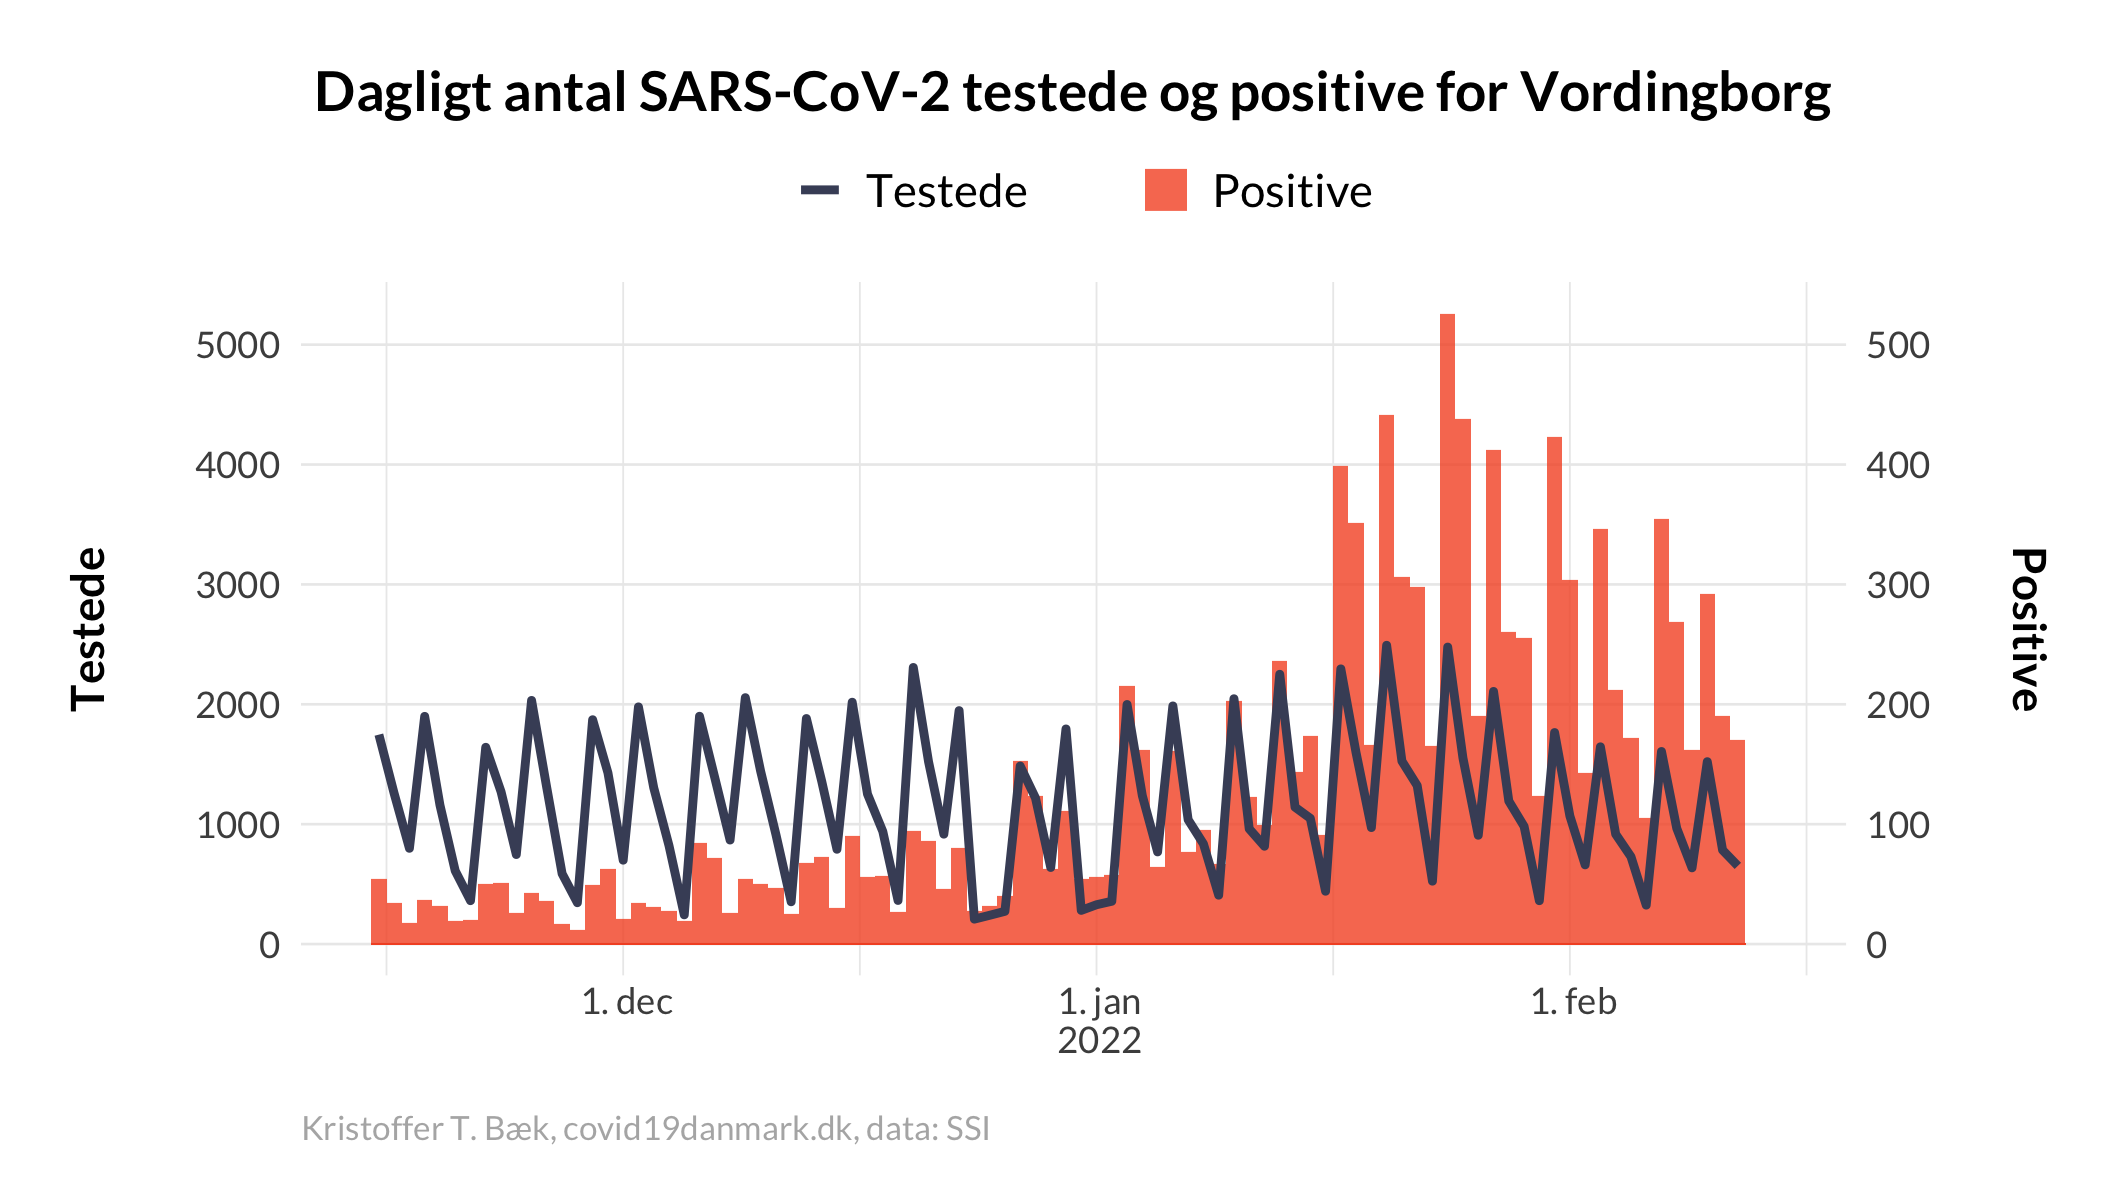 Dagligt antal SARS-CoV-2 testede og positive for Vordingborg
Testede
Positive
5000
4000
3000
2000
1000
0
Testede
500
400
300
200
100
0
Positive
1. dec
1. jan
2022
1. feb
Kristoffer T. Bæk, covid19danmark.dk, data: SSI